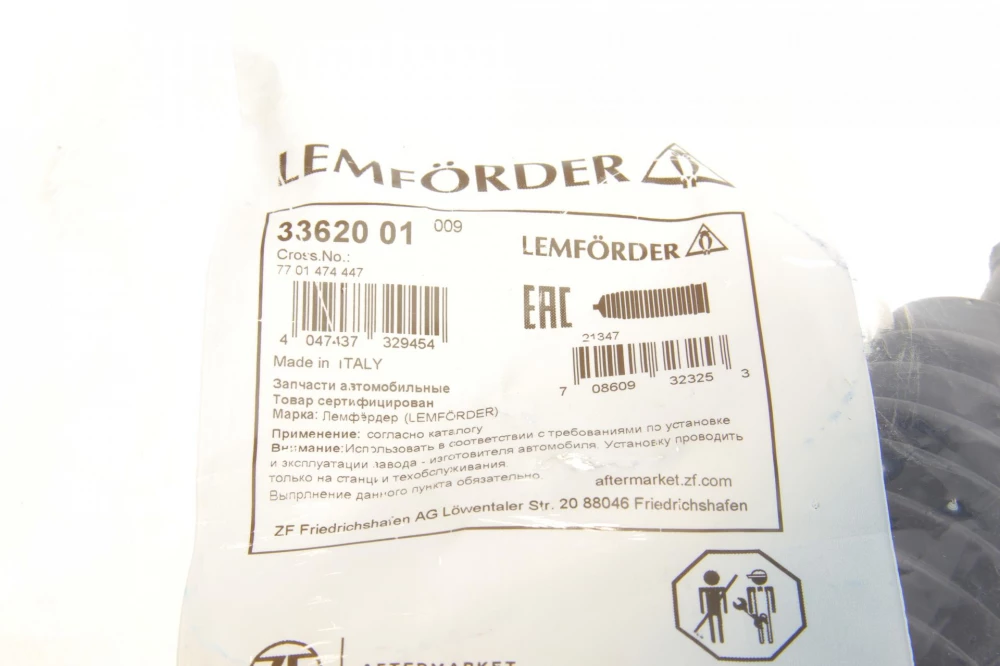 LEMFÖRDER
33620 01 009
LEMFÖRDER
Cross.No.:
77 01 474 447
EAC
4 047437 329454
21347
7 08609 32325 3
Made in ITALY
Запчасти автомобильные
Товар сертифицирован
Марка: Лемфёрдер (LEMFÖRDER)
Применение: согласно каталогу
Внимание: Использовать в соответствии с требованиями по установке
и эксплуатации завода - изготовителя автомобиля. Установку проводить
только на станции техобслуживания.
Выпрлнение данного пункта обязательно.
aftermarket.zf.com
ZF Friedrichshafen AG Löwentaler Str. 20 88046 Friedrichshafen
ZF AFTERMARKET